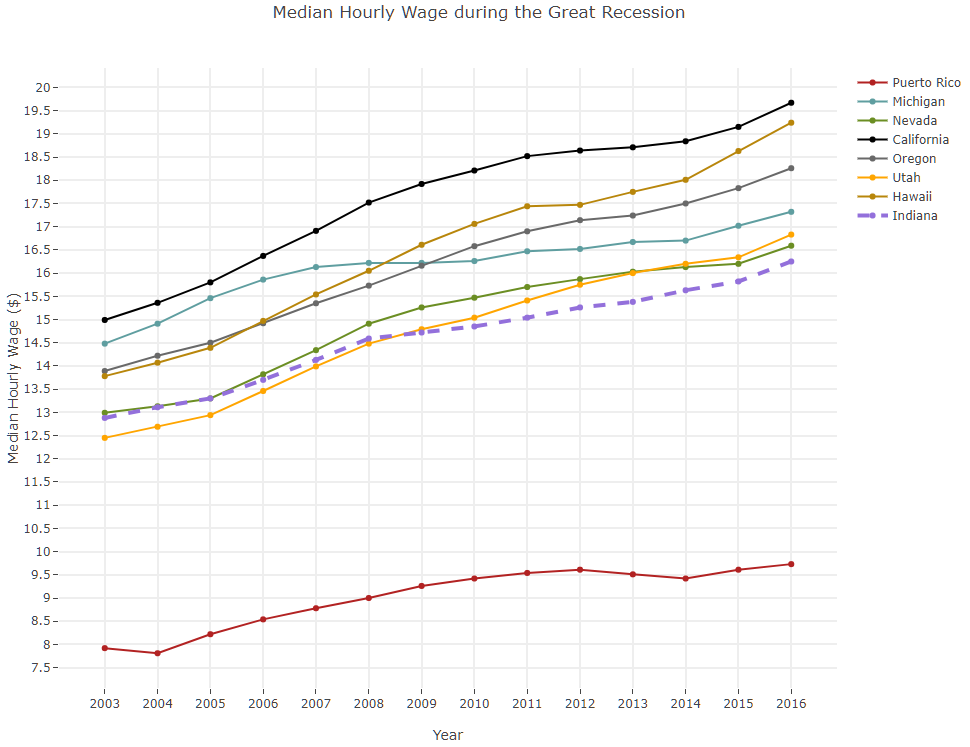 Median Hourly Wage during the Great Recession
Median Hourly Wage ($)
20
19.5
19
18.5
18
17.5
17
16.5
16
15.5
15
14.5
14
13.5
13
12.5
12
11.5
11
10.5
10
9.5
9
8.5
8
7.5
2003 2004 2005 2006 2007 2008 2009 2010 2011 2012 2013 2014 2015 2016
Year
Puerto Rico
Michigan
Nevada
California
Oregon
Utah
Hawaii
Indiana